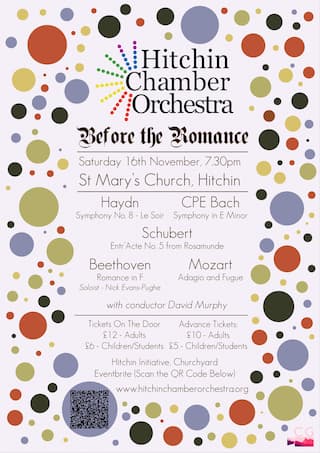 Hitchin
Chamber
Orchestra
Before the Romance
Saturday 16th November, 7.30pm
St Mary's Church, Hitchin
Haydn
Symphony No. 8 - Le Soir
CPE Bach
Symphony in E Minor
Schubert
Entr'Acte No. 5 from Rosamunde
Beethoven
Romance in F
Soloist - Nick Evans-Pughe
Mozart
Adagio and Fugue
with conductor David Murphy
Tickets On The Door
£12 - Adults
£6 - Children/Students
Advance Tickets:
£10 - Adults
£5 - Children/Students
Hitchin Initiative, Churchyard
Eventbrite (Scan the QR Code Below)
www.hitchinchamberorchestra.org